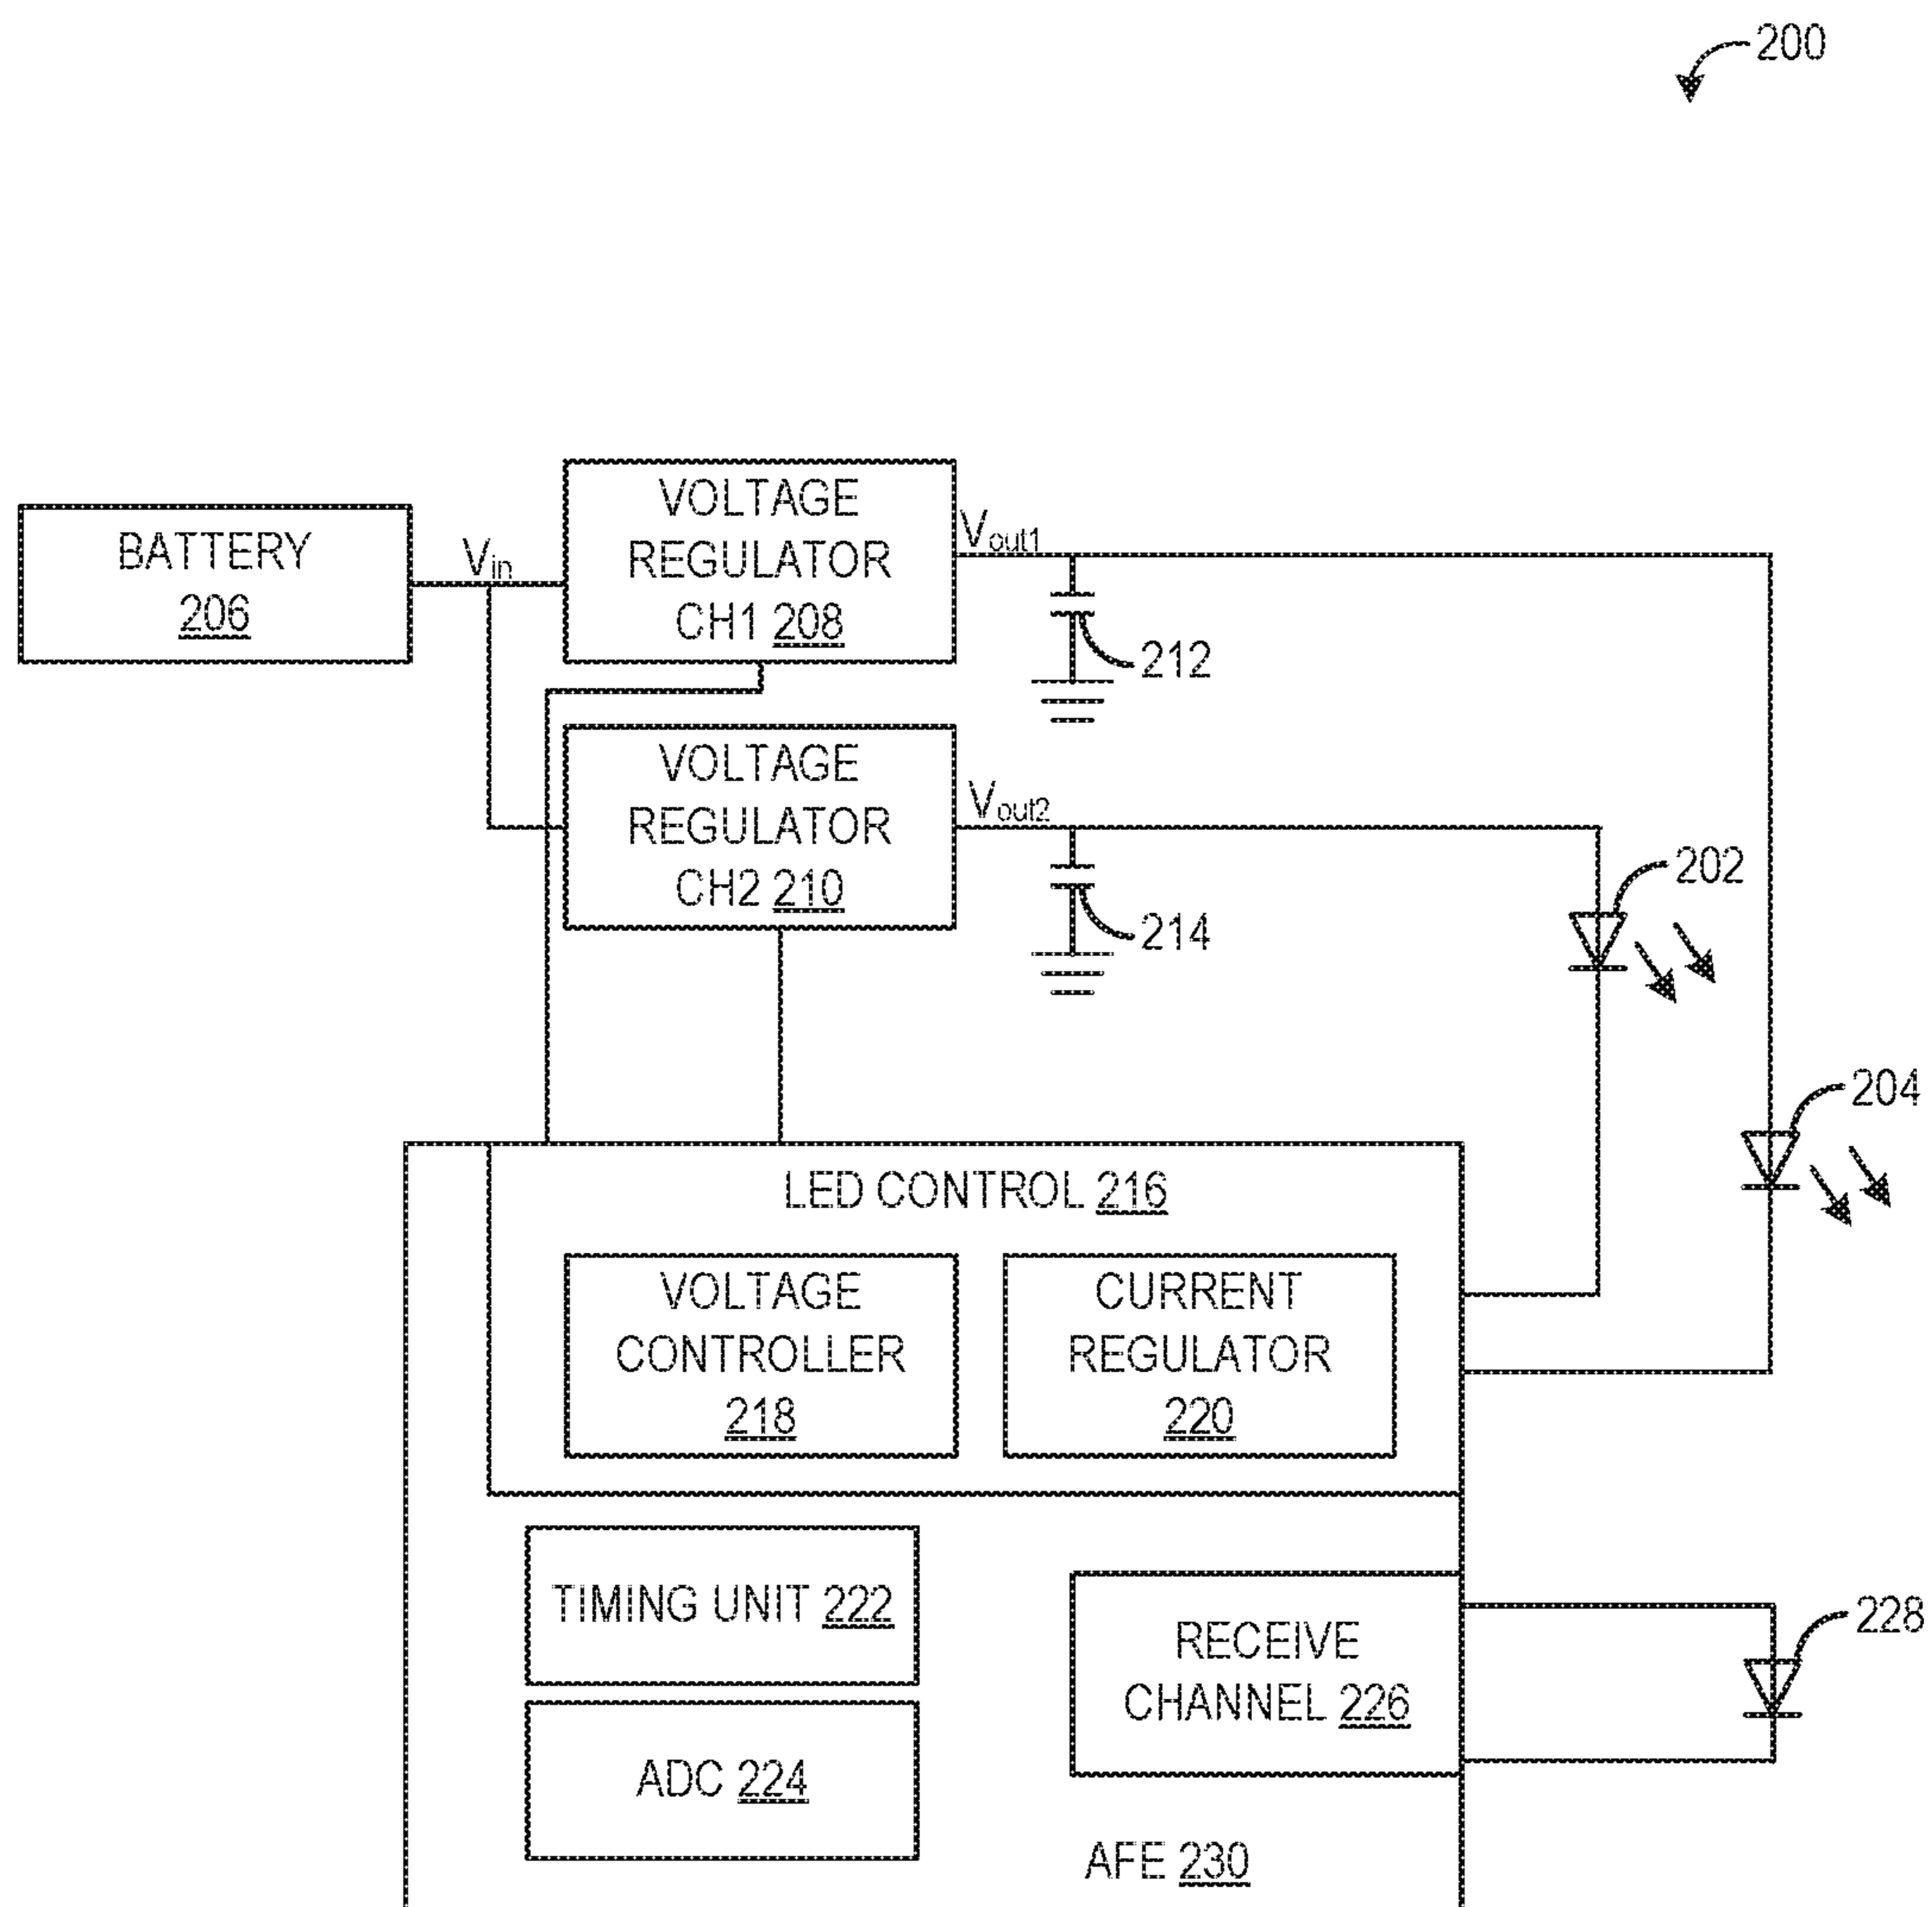 200
BATTERY
206
Vin
VOLTAGE
REGULATOR
CH1 208
Vout1
212
VOLTAGE
REGULATOR
CH2 210
Vout2
214
202
204
LED CONTROL 216
VOLTAGE
CONTROLLER
218
CURRENT
REGULATOR
220
TIMING UNIT 222
RECEIVE
CHANNEL 226
228
ADC 224
AFE 230